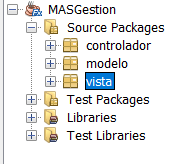 MASGestion
Source Packages
controlador
modelo
vista
Test Packages
Libraries
Test Libraries